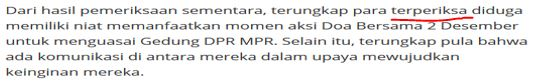 Dari hasil pemeriksaan sementara, terungkap para terperiksa diduga
memiliki niat memanfaatkan momen aksi Doa Bersama 2 Desember
untuk menguasai Gedung DPR MPR. Selain itu, terungkap pula bahwa
ada komunikasi di antara mereka dalam upaya mewujudkan
keinginan mereka.